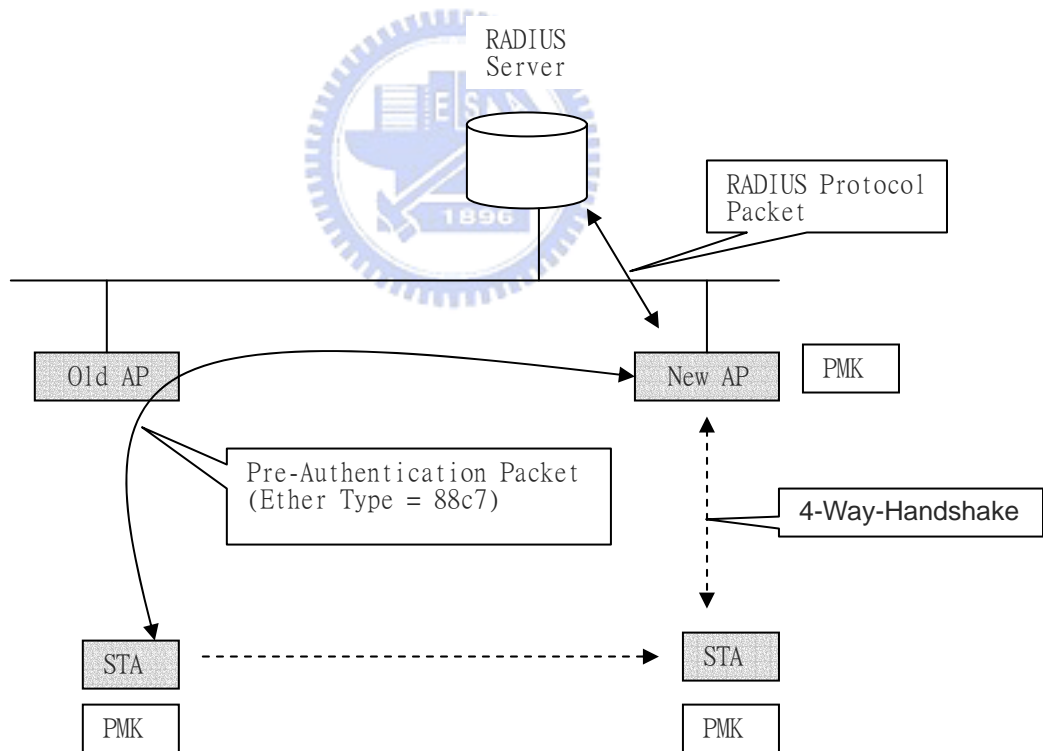 RADIUS
Server
E S
1896
RADIUS Protocol
Packet
Old AP
New AP
PMK
Pre-Authentication Packet
(Ether Type = 88c7)
4-Way-Handshake
STA
STA
PMK
PMK